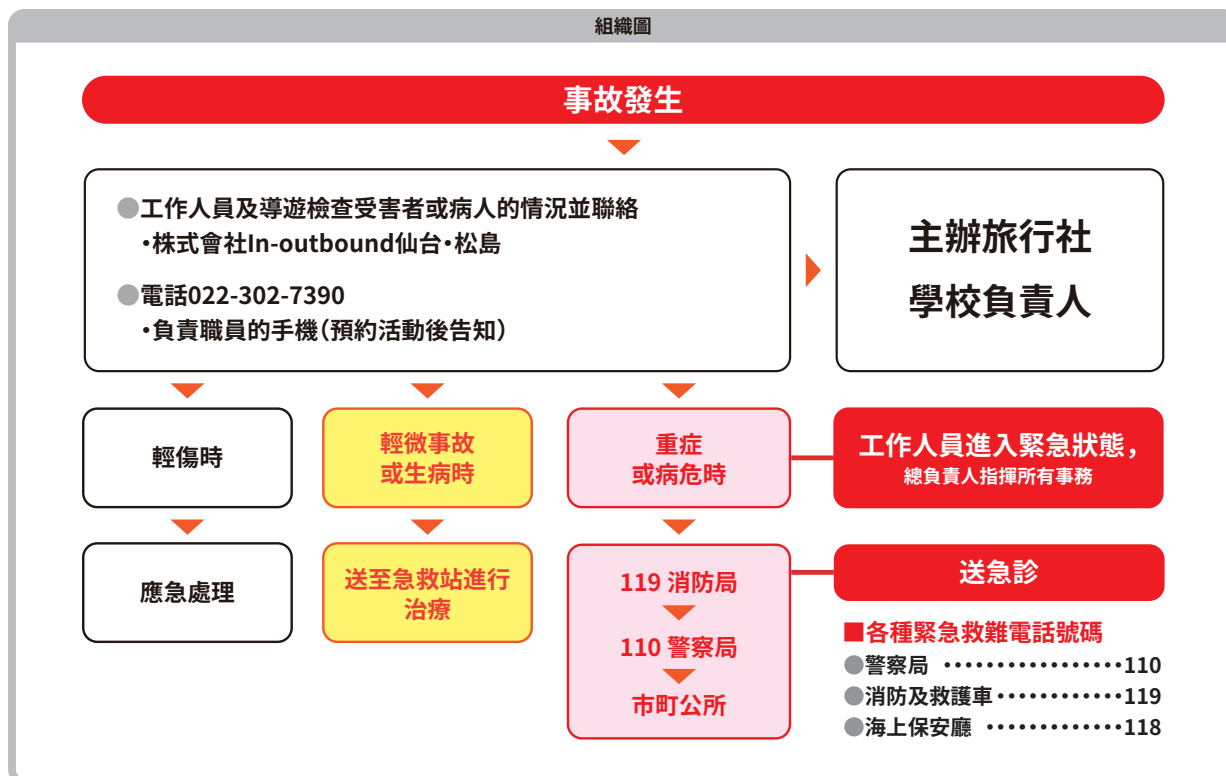 組織圖
事故發生
●工作人員及導遊檢查受害者或病人的情況並聯絡
・株式會社In-outbound仙台・松島
●電話022-302-7390
・負責職員的手機（預約活動後告知）
主辦旅行社
學校負責人
輕傷時
輕微事故
或生病時
重症
或病危時
工作人員進入緊急狀態，
總負責人指揮所有事務
應急處理
送至急救站進行
治療
119 消防局
110 警察局
市町公所
送急診
■各種緊急救難電話號碼
●警察局 ・・・・・・・・・・・・・・・・・110
●消防及救護車・・・・・・・・・・・・119
●海上保安廳 ・・・・・・・・・・・・・118